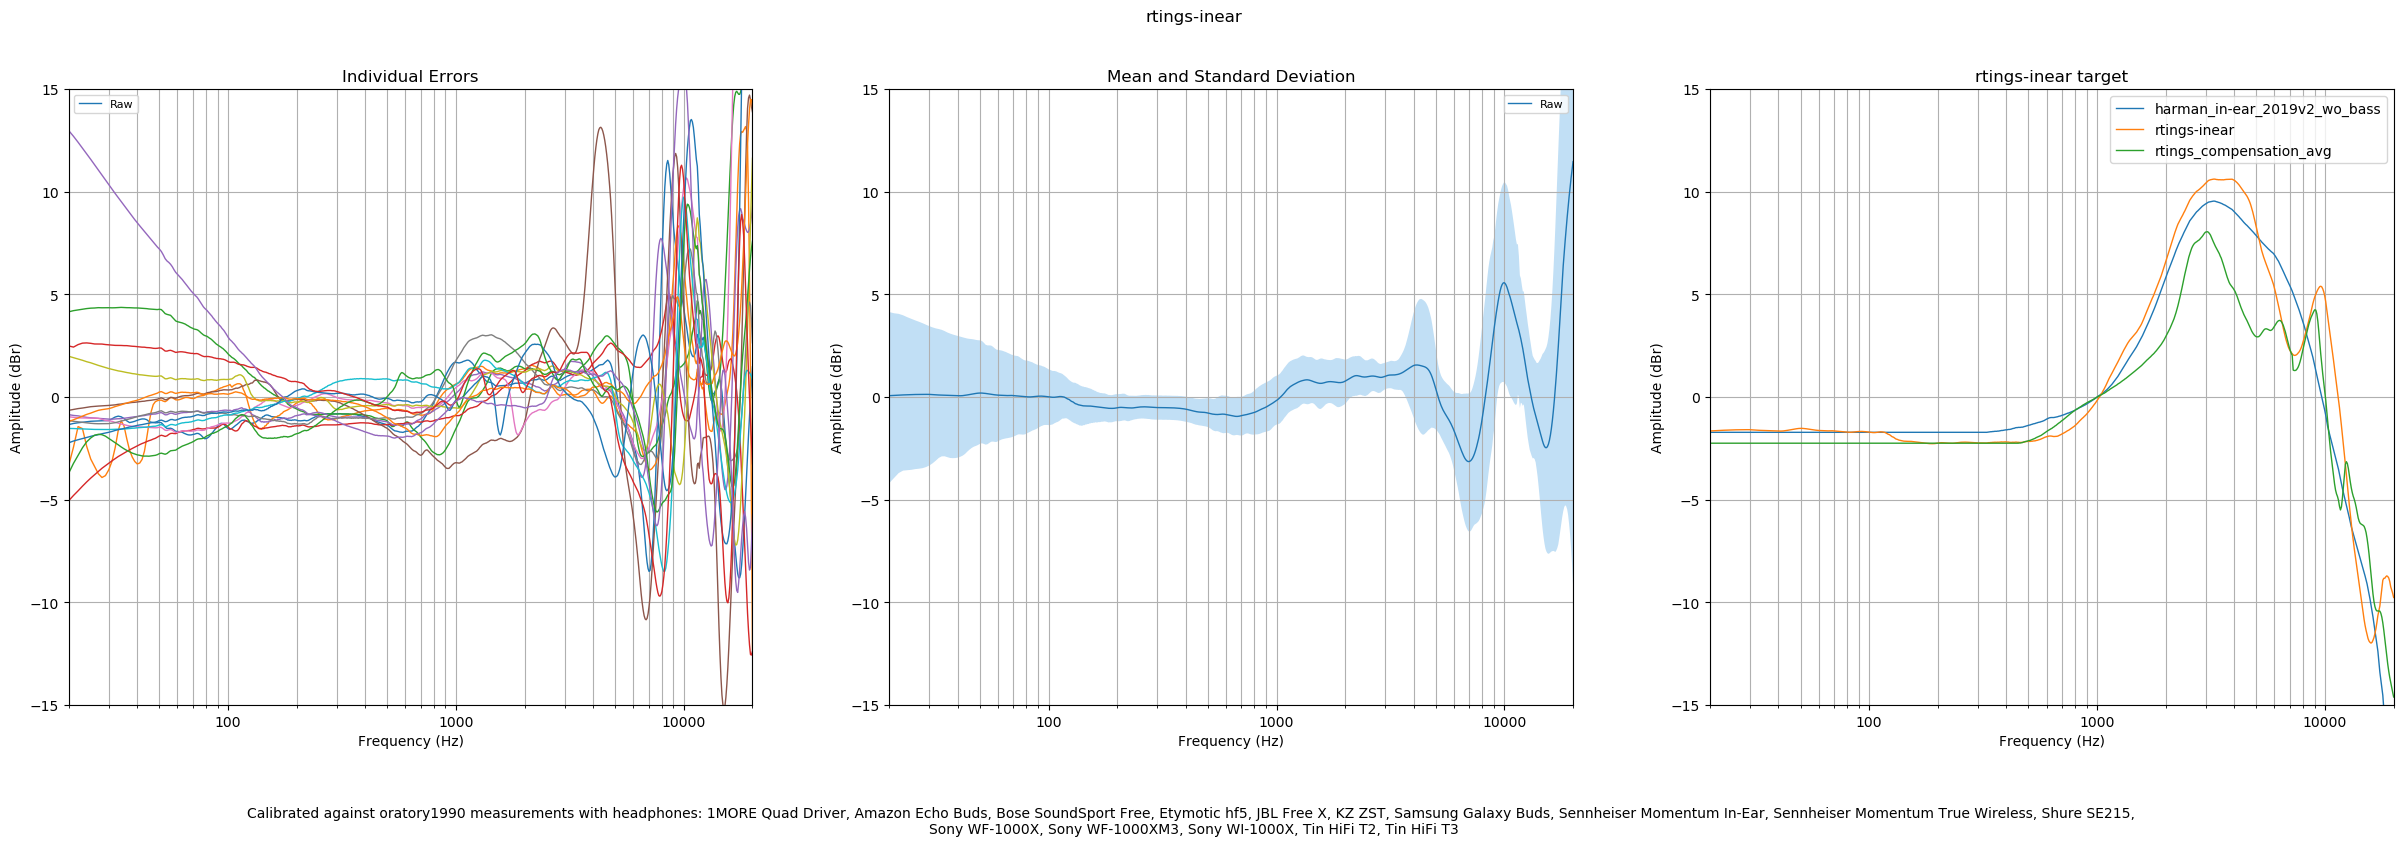 rtings-inear
Individual Errors
Mean and Standard Deviation
rtings-inear target
15
10
5
0
−5
−10
−15
Amplitude (dBr)
Raw
100
1000
10000
Frequency (Hz)
15
10
5
0
−5
−10
−15
Amplitude (dBr)
Raw
100
1000
10000
Frequency (Hz)
15
10
5
0
−5
−10
−15
Amplitude (dBr)
harman_in-ear_2019v2_wo_bass
rtings-inear
rtings_compensation_avg
100
1000
10000
Frequency (Hz)
Calibrated against oratory1990 measurements with headphones: 1MORE Quad Driver, Amazon Echo Buds, Bose SoundSport Free, Etymotic hf5, JBL Free X, KZ ZST, Samsung Galaxy Buds, Sennheiser Momentum In-Ear, Sennheiser Momentum True Wireless, Shure SE215,
Sony WF-1000X, Sony WF-1000XM3, Sony WI-1000X, Tin HiFi T2, Tin HiFi T3